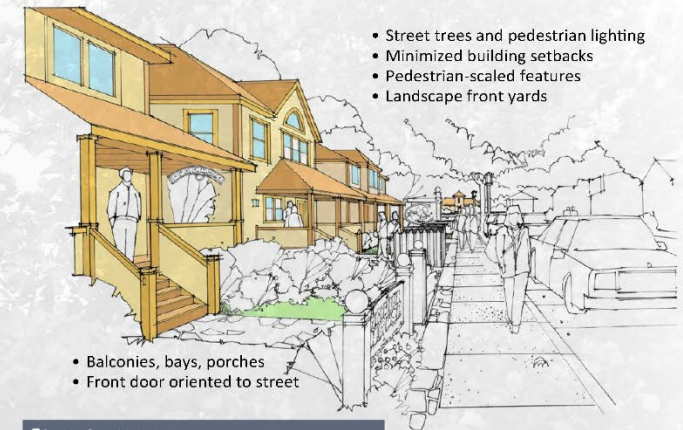 • Street trees and pedestrian lighting
• Minimized building setbacks
• Pedestrian-scaled features
• Landscape front yards
• Balconies, bays, porches
• Front door oriented to street